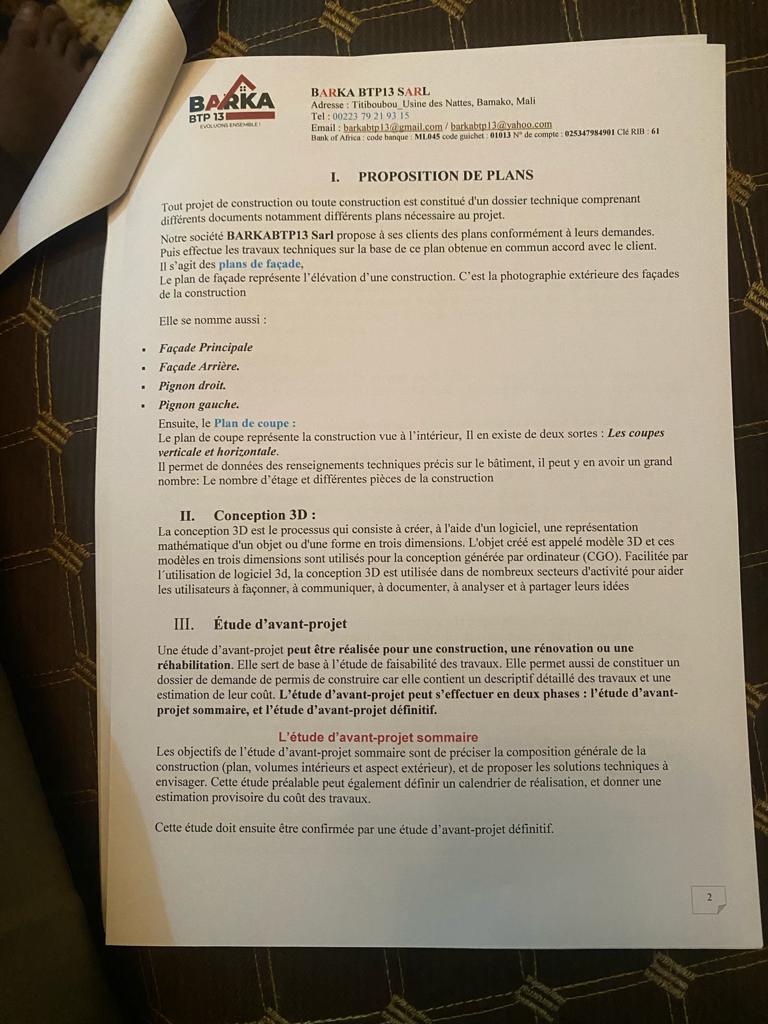 BARKA
BTP 13
EVOLUONS ENSEMBLE !
BARKA BTP13 SARL
Adresse : Titiboubou_Usine des Nattes, Bamako, Mali
Tel : 00223 79 21 93 15
Email : barkabtp13@gmail.com / barkabtp13@yahoo.com
Bank of Africa : code banque : ML045 code guichet : 01013 N° de compte : 025347984901 Clé RIB : 61
I. PROPOSITION DE PLANS
Tout projet de construction ou toute construction est constitué d'un dossier technique comprenant
différents documents notamment différents plans nécessaire au projet.
Notre société BARKABTP13 Sarl propose à ses clients des plans conformément à leurs demandes.
Puis effectue les travaux techniques sur la base de ce plan obtenue en commun accord avec le client.
Il s'agit des plans de façade,
Le plan de façade représente l'élévation d'une construction. C'est la photographie extérieure des façades
de la construction
Elle se nomme aussi :
▪ Façade Principale
▪ Façade Arrière.
▪ Pignon droit.
▪ Pignon gauche.
Ensuite, le Plan de coupe :
Le plan de coupe représente la construction vue à l'intérieur, Il en existe de deux sortes : Les coupes
verticale et horizontale.
Il permet de données des renseignements techniques précis sur le bâtiment, il peut y en avoir un grand
nombre: Le nombre d'étage et différentes pièces de la construction
II. Conception 3D :
La conception 3D est le processus qui consiste à créer, à l'aide d'un logiciel, une représentation
mathématique d'un objet ou d'une forme en trois dimensions. L'objet créé est appelé modèle 3D et ces
modèles en trois dimensions sont utilisés pour la conception générée par ordinateur (CGO). Facilitée par
l'utilisation de logiciel 3d, la conception 3D est utilisée dans de nombreux secteurs d'activité pour aider
les utilisateurs à façonner, à communiquer, à documenter, à analyser et à partager leurs idées
III. Étude d'avant-projet
Une étude d'avant-projet peut être réalisée pour une construction, une rénovation ou une
réhabilitation. Elle sert de base à l'étude de faisabilité des travaux. Elle permet aussi de constituer un
dossier de demande de permis de construire car elle contient un descriptif détaillé des travaux et une
estimation de leur coût. L'étude d'avant-projet peut s'effectuer en deux phases : l'étude d'avant-
projet sommaire, et l'étude d'avant-projet définitif.
L'étude d'avant-projet sommaire
Les objectifs de l'étude d'avant-projet sommaire sont de préciser la composition générale de la
construction (plan, volumes intérieurs et aspect extérieur), et de proposer les solutions techniques à
envisager. Cette étude préalable peut également définir un calendrier de réalisation, et donner une
estimation provisoire du coût des travaux.
Cette étude doit ensuite être confirmée par une étude d'avant-projet définitif.
2